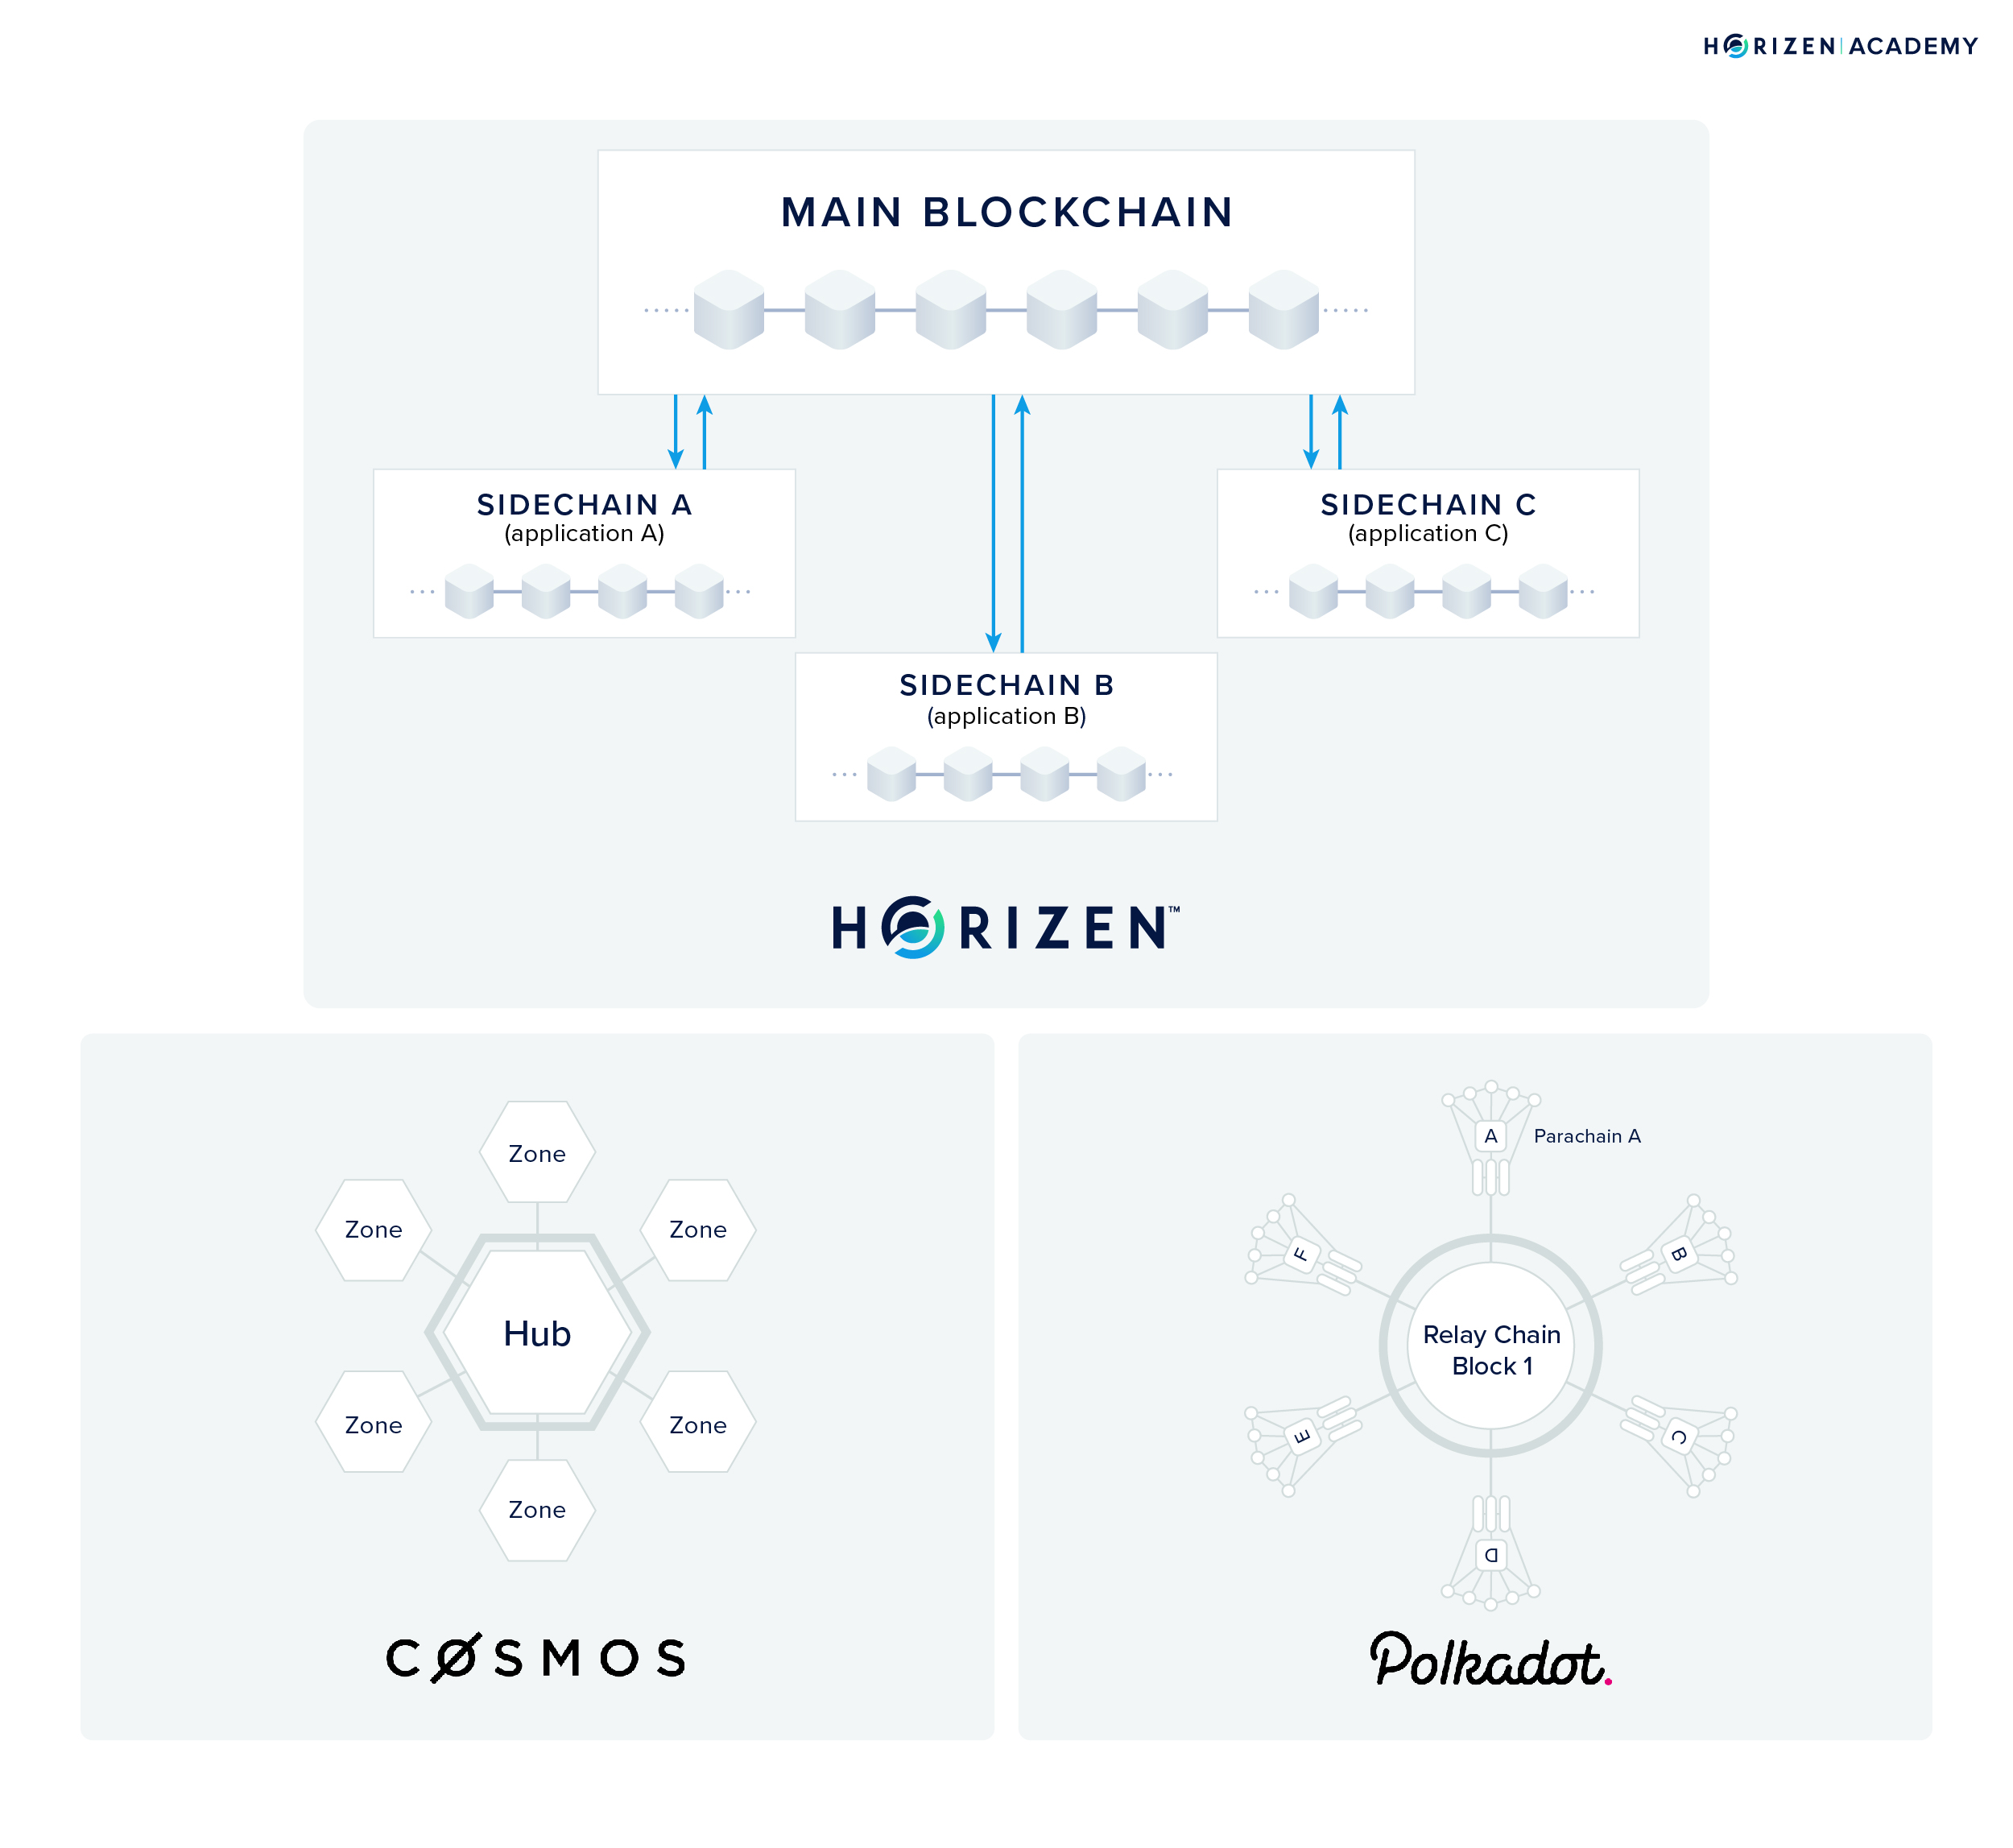 HORIZEN | ACADEMY
MAIN BLOCKCHAIN
SIDECHAIN A
(application A)
SIDECHAIN C
(application C)
SIDECHAIN B
(application B)
HORIZEN™
Zone
Zone
Zone
Hub
Zone
Zone
Zone
CØSMOS
A
Parachain A
F
B
Relay Chain
Block 1
E
C
D
Polkadot.